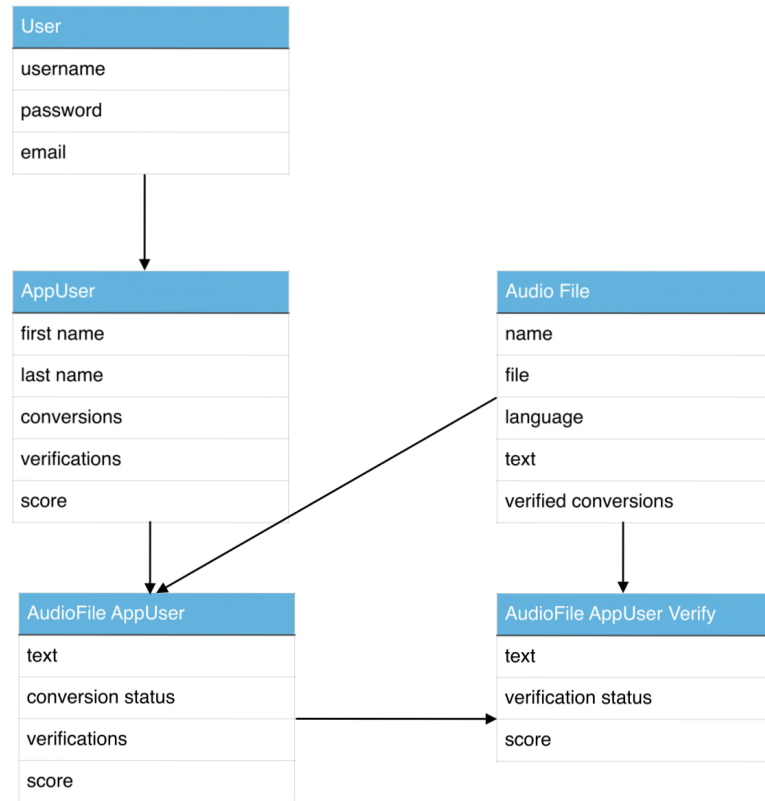 User
username
password
email
AppUser
first name
last name
conversions
verifications
score
Audio File
name
file
language
text
verified conversions
AudioFile AppUser
text
conversion status
verifications
score
AudioFile AppUser Verify
text
verification status
score